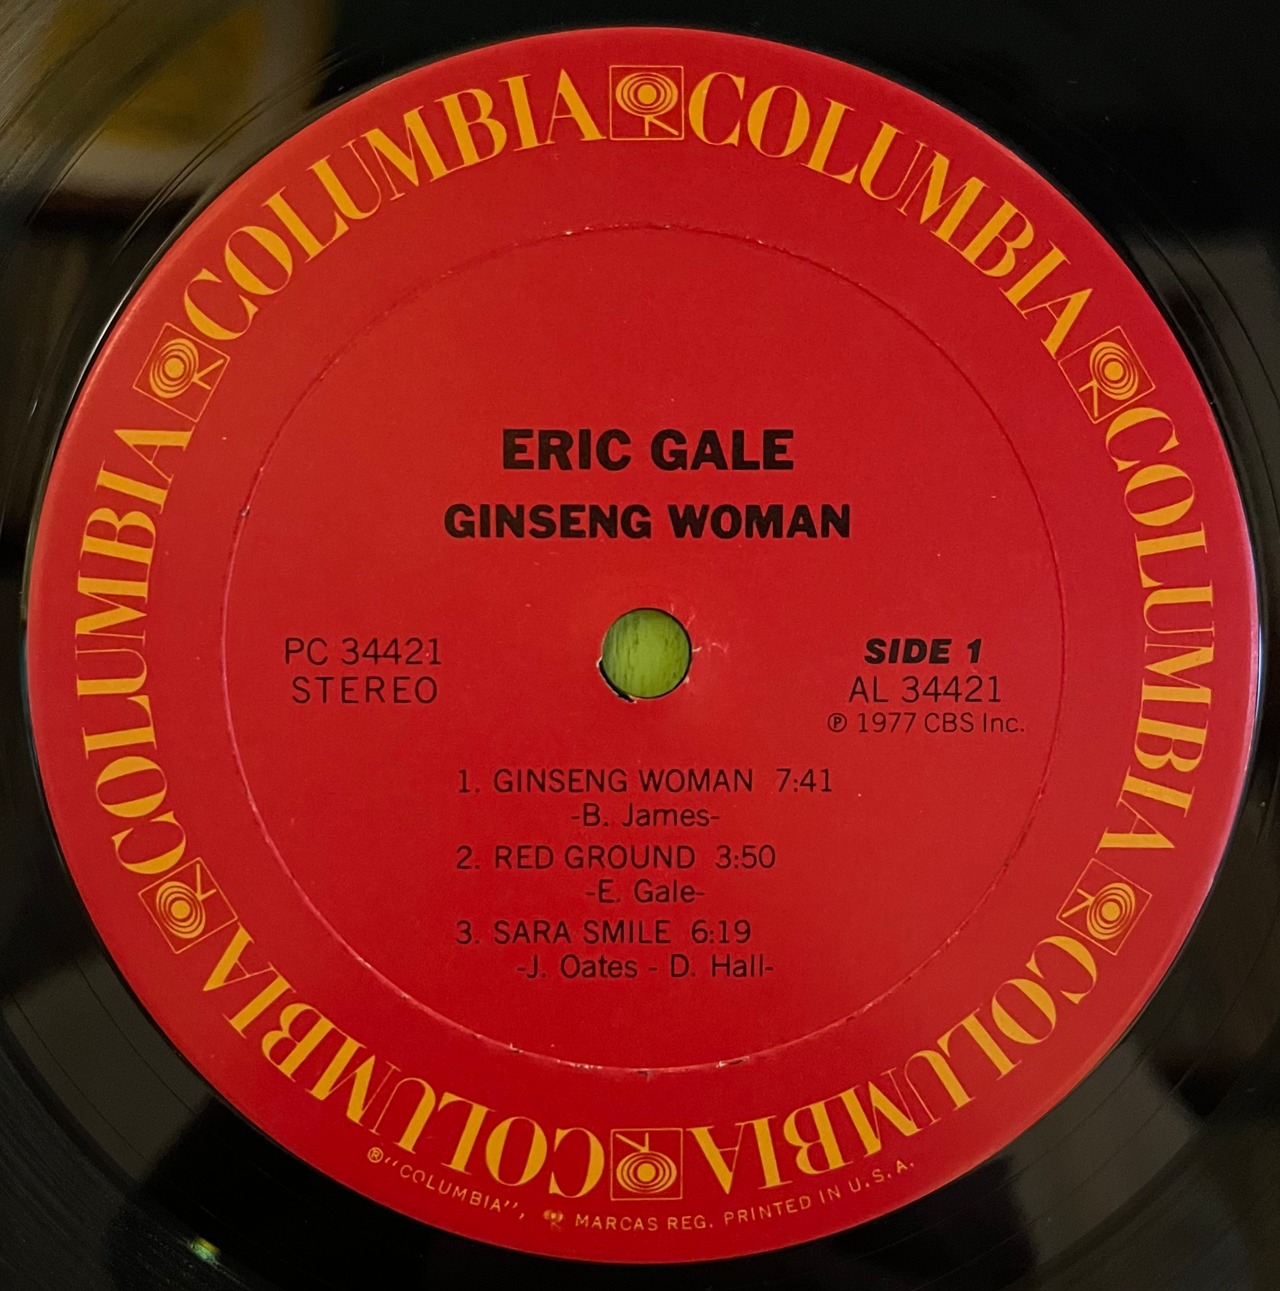 COLUMBIA COLUMBIA COLUMBIA COLUMBIA COLUMBIA COLUMBIA
ERIC GALE
GINSENG WOMAN
PC 34421
STEREO
SIDE 1
AL 34421
℗ 1977 CBS Inc.
1. GINSENG WOMAN 7:41
-B. James-
2. RED GROUND 3:50
-E. Gale-
3. SARA SMILE 6:19
-J. Oates - D. Hall-
®"COLUMBIA", MARCAS REG. PRINTED IN U.S.A.